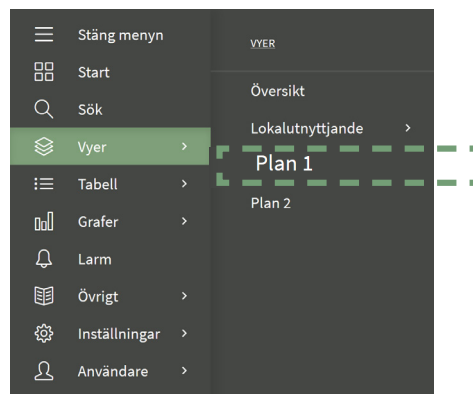 Stäng menyn
Start
Sök
Vyer
Tabell
Grafer
Larm
Övrigt
Inställningar
Användare
VYER
Översikt
Lokalutnyttjande
Plan 1
Plan 2